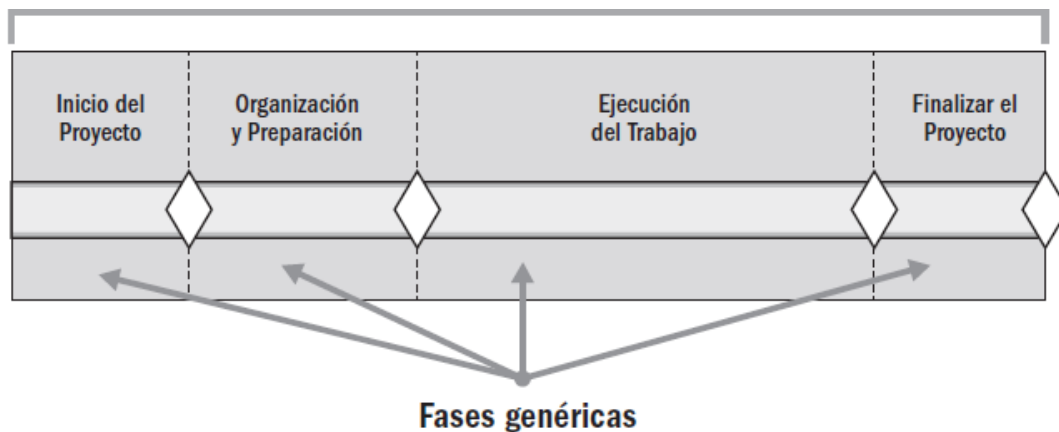 Inicio del
Proyecto
Organización
y Preparación
Ejecución
del Trabajo
Finalizar el
Proyecto
Fases genéricas